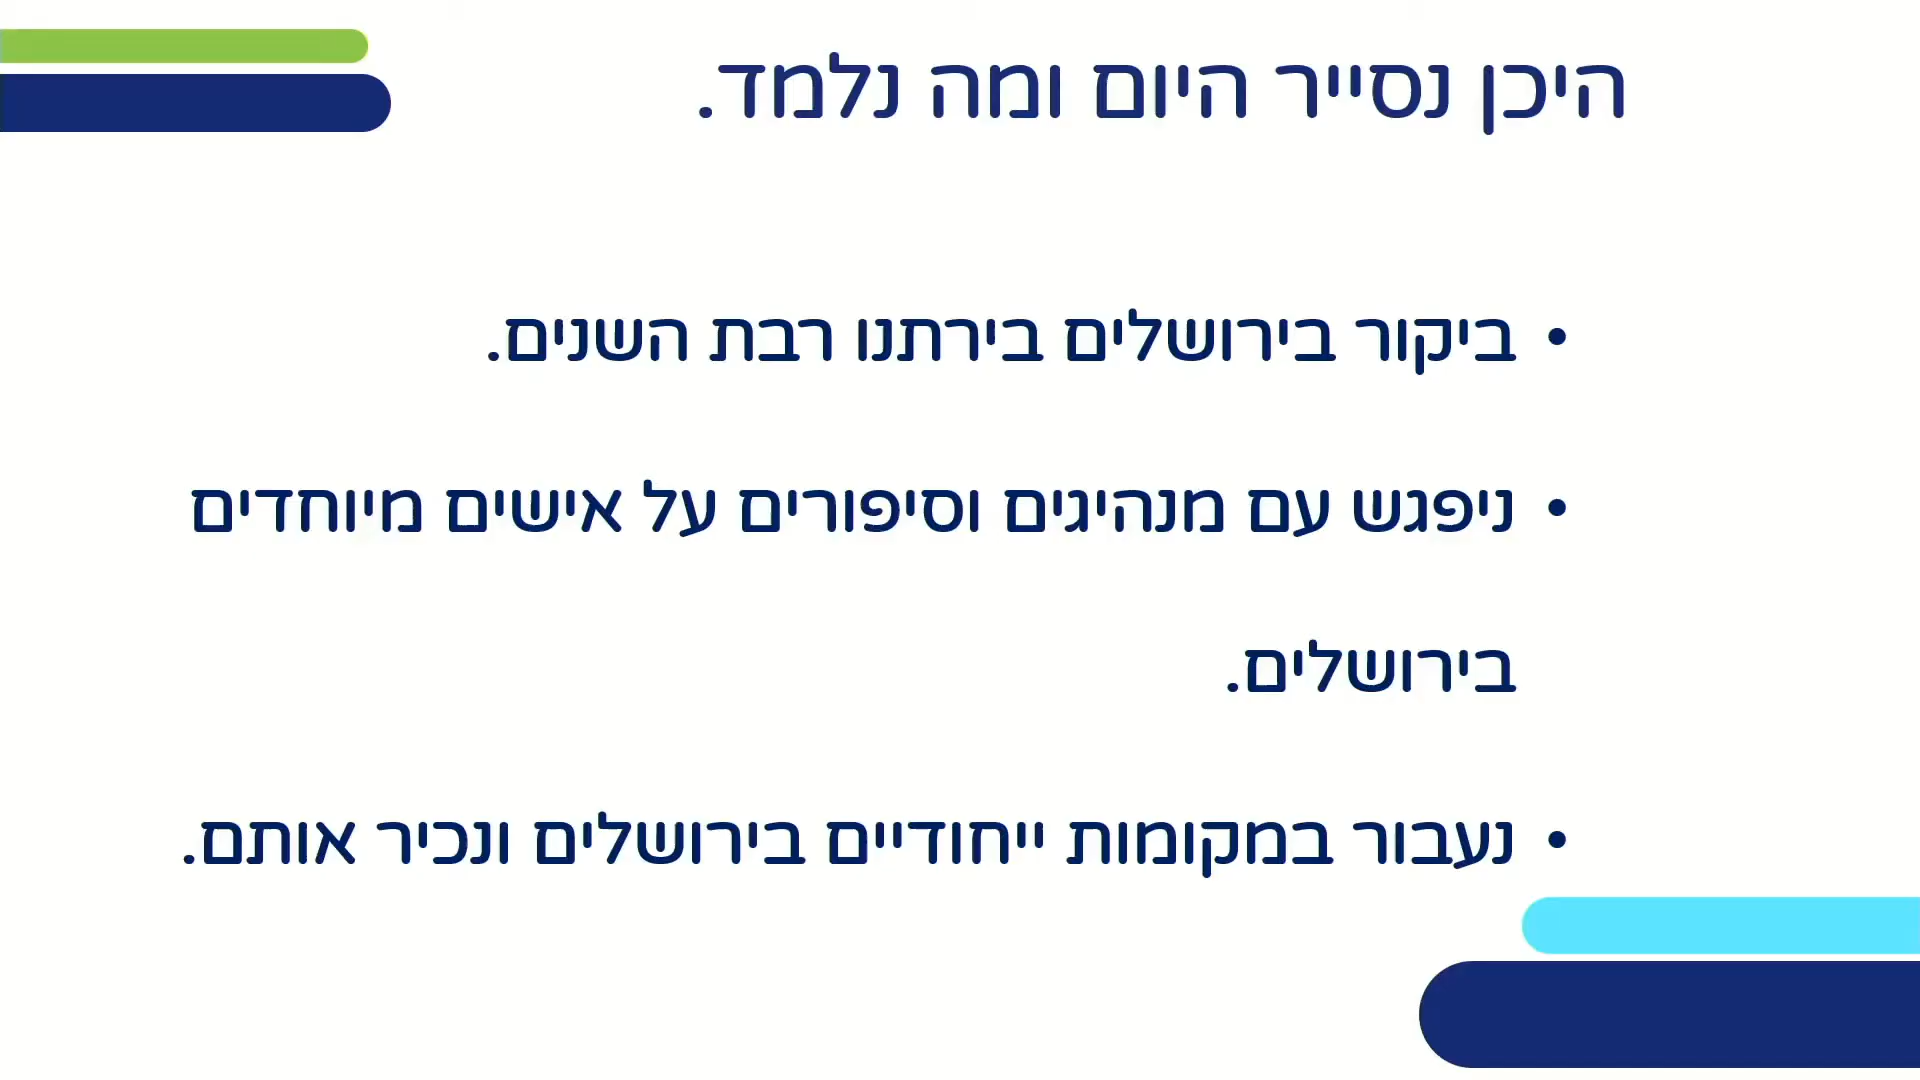 היכן נסייר היום ומה נלמד.
• ביקור בירושלים בירתנו רבת השנים.
• ניפגש עם מנהיגים וסיפורים על אישים מיוחדים
בירושלים.
• נעבור במקומות ייחודיים בירושלים ונכיר אותם.